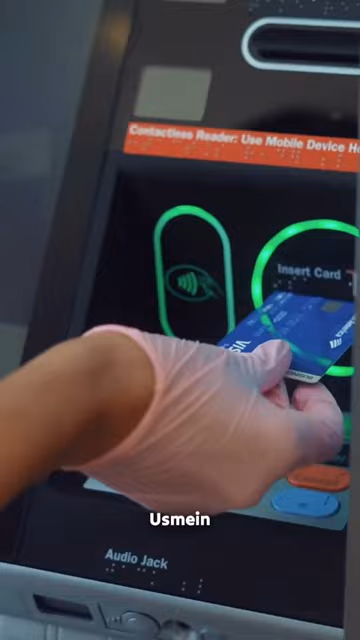 Contactless Reader: Use Mobile Device He
Insert Card
VISA
Usmein
Audio Jack